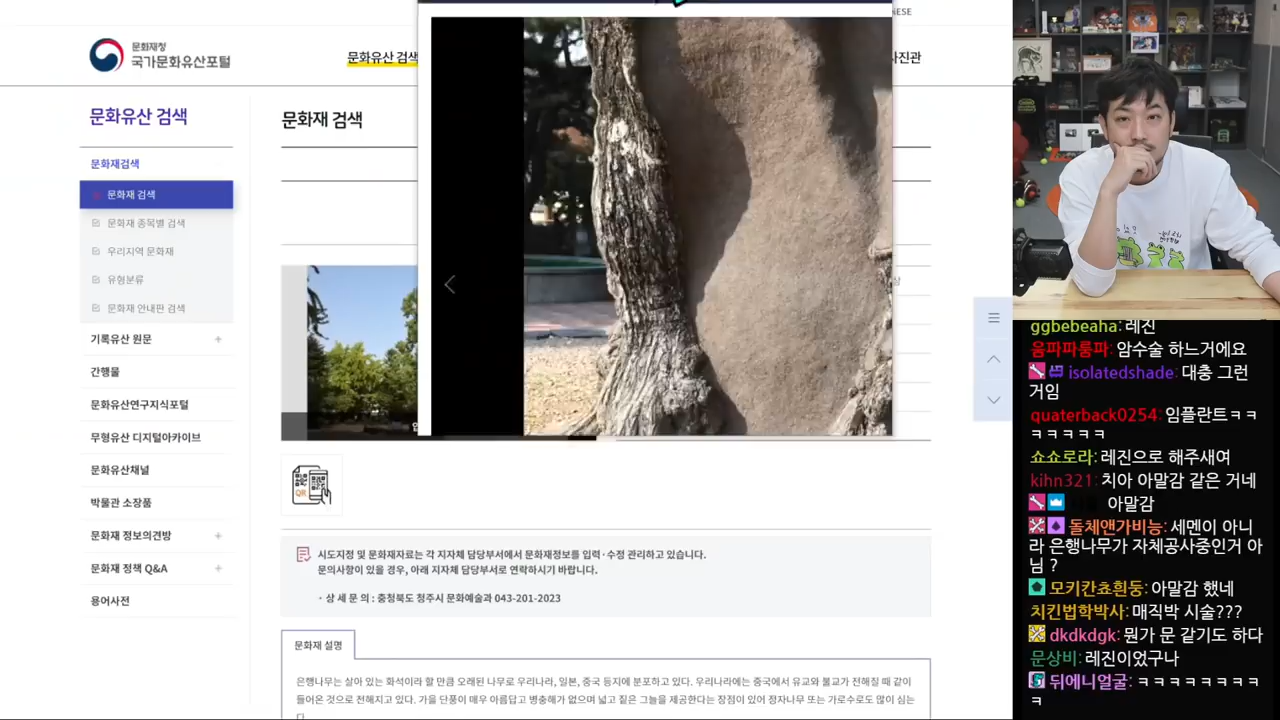 문화재청
국가문화유산포털
문화유산 검색
문화유산 검색
문화재검색
문화재 검색
문화재 종목별 검색
우리지역 문화재
유형분류
문화재 안내판 검색
기록유산 원문
간행물
문화유산연구지식포털
무형유산 디지털아카이브
문화유산채널
박물관 소장품
문화재 정보의견방
문화재 정책 Q&A
용어사전
문화재 검색
QR
시도지정 및 문화재자료는 각 지자체 담당부서에서 문화재정보를 입력·수정 관리하고 있습니다.
문의사항이 있을 경우, 아래 지자체 담당부서로 연락하시기 바랍니다.
· 상 세 문 의 : 충청북도 청주시 문화예술과 043-201-2023
문화재 설명
은행나무는 살아 있는 화석이라 할 만큼 오래된 나무로 우리나라, 일본, 중국 등지에 분포하고 있다. 우리나라에는 중국에서 유교와 불교가 전해질 때 같이
들어온 것으로 전해지고 있다. 가을 단풍이 매우 아름답고 병충해가 없으며 넓고 짙은 그늘을 제공한다는 장점이 있어 정자나무 또는 가로수로도 많이 심는
다.
ggbebeaha: 레진
움파파룸파: 암수술 하느거에요
isolatedshade: 대충 그런
거임
quaterback0254: 임플란트ㅋㅋ
ㅋㅋㅋㅋㅋ
쇼쇼로라: 레진으로 해주새여
kihn321: 치아 아말감 같은 거네
아말감
돌체앤가비능: 세멘이 아니
라 은행나무가 자체공사중인거 아
님 ?
모키칸쵸흰둥: 아말감 했네
치킨법학박사: 매직박 시술???
dkdkdgk: 뭔가 문 같기도 하다
문상비: 레진이었구나
뒤에니얼굴: ㅋㅋㅋㅋㅋㅋㅋㅋㅋ
ㅋ